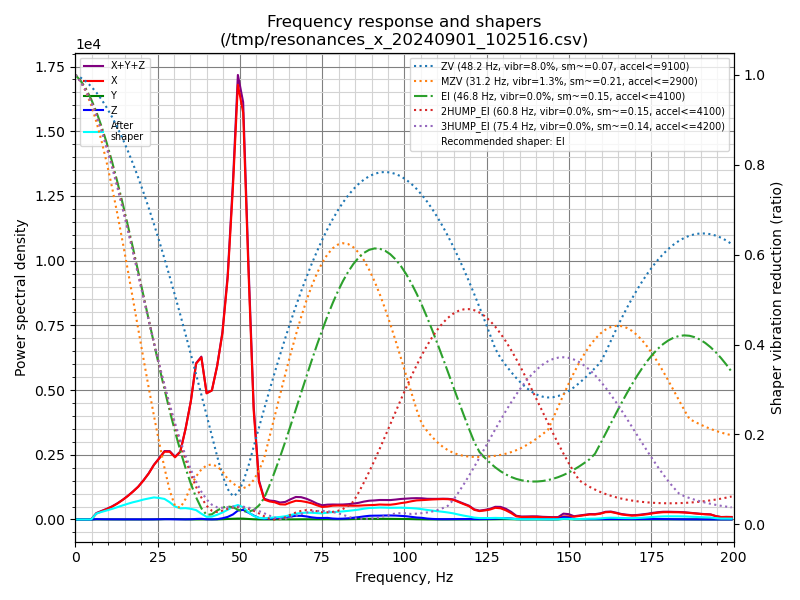 Frequency response and shapers
(/tmp/resonances_x_20240901_102516.csv)
1e4
X+Y+Z
X
Y
Z
After
shaper
ZV (48.2 Hz, vibr=8.0%, sm~=0.07, accel<=9100)
MZV (31.2 Hz, vibr=1.3%, sm~=0.21, accel<=2900)
EI (46.8 Hz, vibr=0.0%, sm~=0.15, accel<=4100)
2HUMP_EI (60.8 Hz, vibr=0.0%, sm~=0.15, accel<=4100)
3HUMP_EI (75.4 Hz, vibr=0.0%, sm~=0.14, accel<=4200)
Recommended shaper: EI
Power spectral density
1.75
1.50
1.25
1.00
0.75
0.50
0.25
0.00
Shaper vibration reduction (ratio)
1.0
0.8
0.6
0.4
0.2
0.0
0 25 50 75 100 125 150 175 200
Frequency, Hz